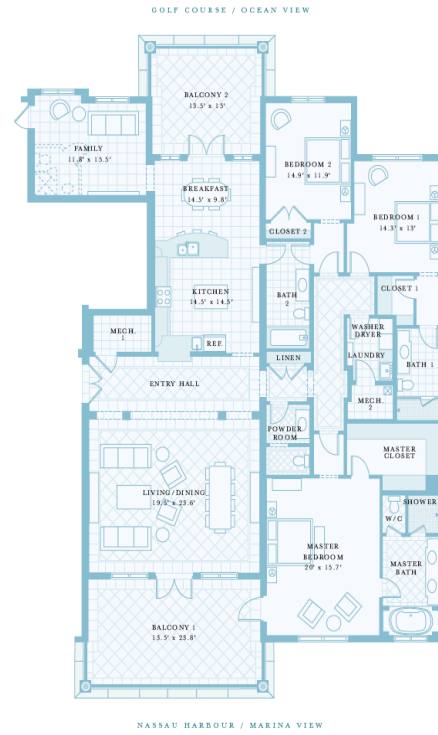 GOLF COURSE / OCEAN VIEW
BALCONY 2
13.5' x 15'
FAMILY
11.8' x 15.5'
BEDROOM 2
14.9' x 11.9'
BREAKFAST
14.5' x 9.8'
BEDROOM 1
14.3' x 13'
CLOSET 2
KITCHEN
14.5' x 14.5'
BATH
2
CLOSET 1
MECH.
1
REF.
WASHER
DRYER
LINEN
LAUNDRY
BATH 1
ENTRY HALL
MECH.
2
POWDER
ROOM
MASTER
CLOSET
LIVING/DINING
19.5' x 23.6'
SHOWER
W/C
MASTER
BEDROOM
20' x 15.7'
MASTER
BATH
BALCONY 1
13.5' x 23.8'
NASSAU HARBOUR / MARINA VIEW